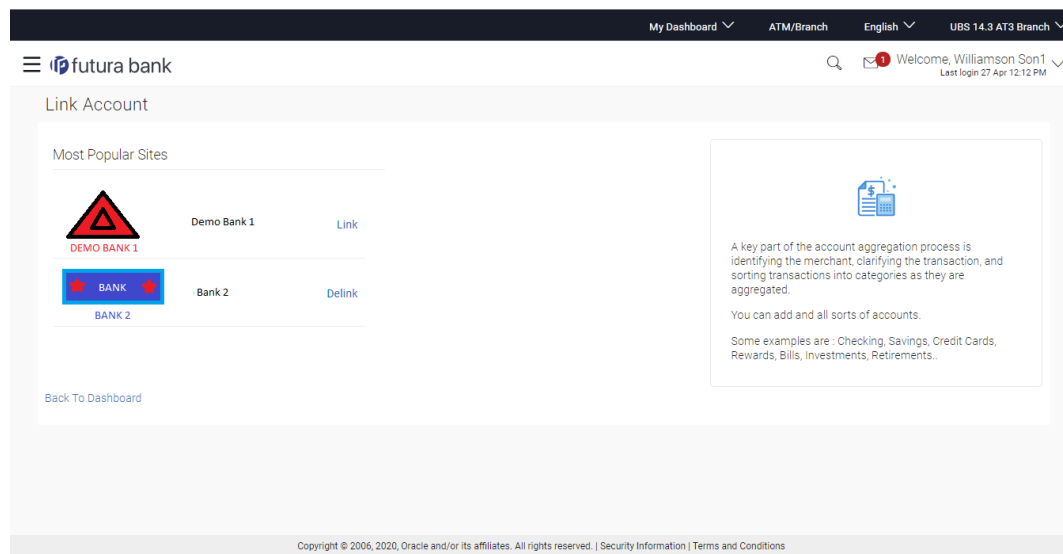 My Dashboard ATM/Branch English UBS 14.3 AT3 Branch
futura bank
1 Welcome, Williamson Son1
Last login 27 Apr 12:12 PM
Link Account
Most Popular Sites
DEMO BANK 1
Demo Bank 1 Link
BANK
BANK 2
Bank 2 Delink
A key part of the account aggregation process is
identifying the merchant, clarifying the transaction, and
sorting transactions into categories as they are
aggregated.
You can add and all sorts of accounts.
Some examples are : Checking, Savings, Credit Cards,
Rewards, Bills, Investments, Retirements..
Back To Dashboard
Copyright © 2006, 2020, Oracle and/or its affiliates. All rights reserved. | Security Information | Terms and Conditions